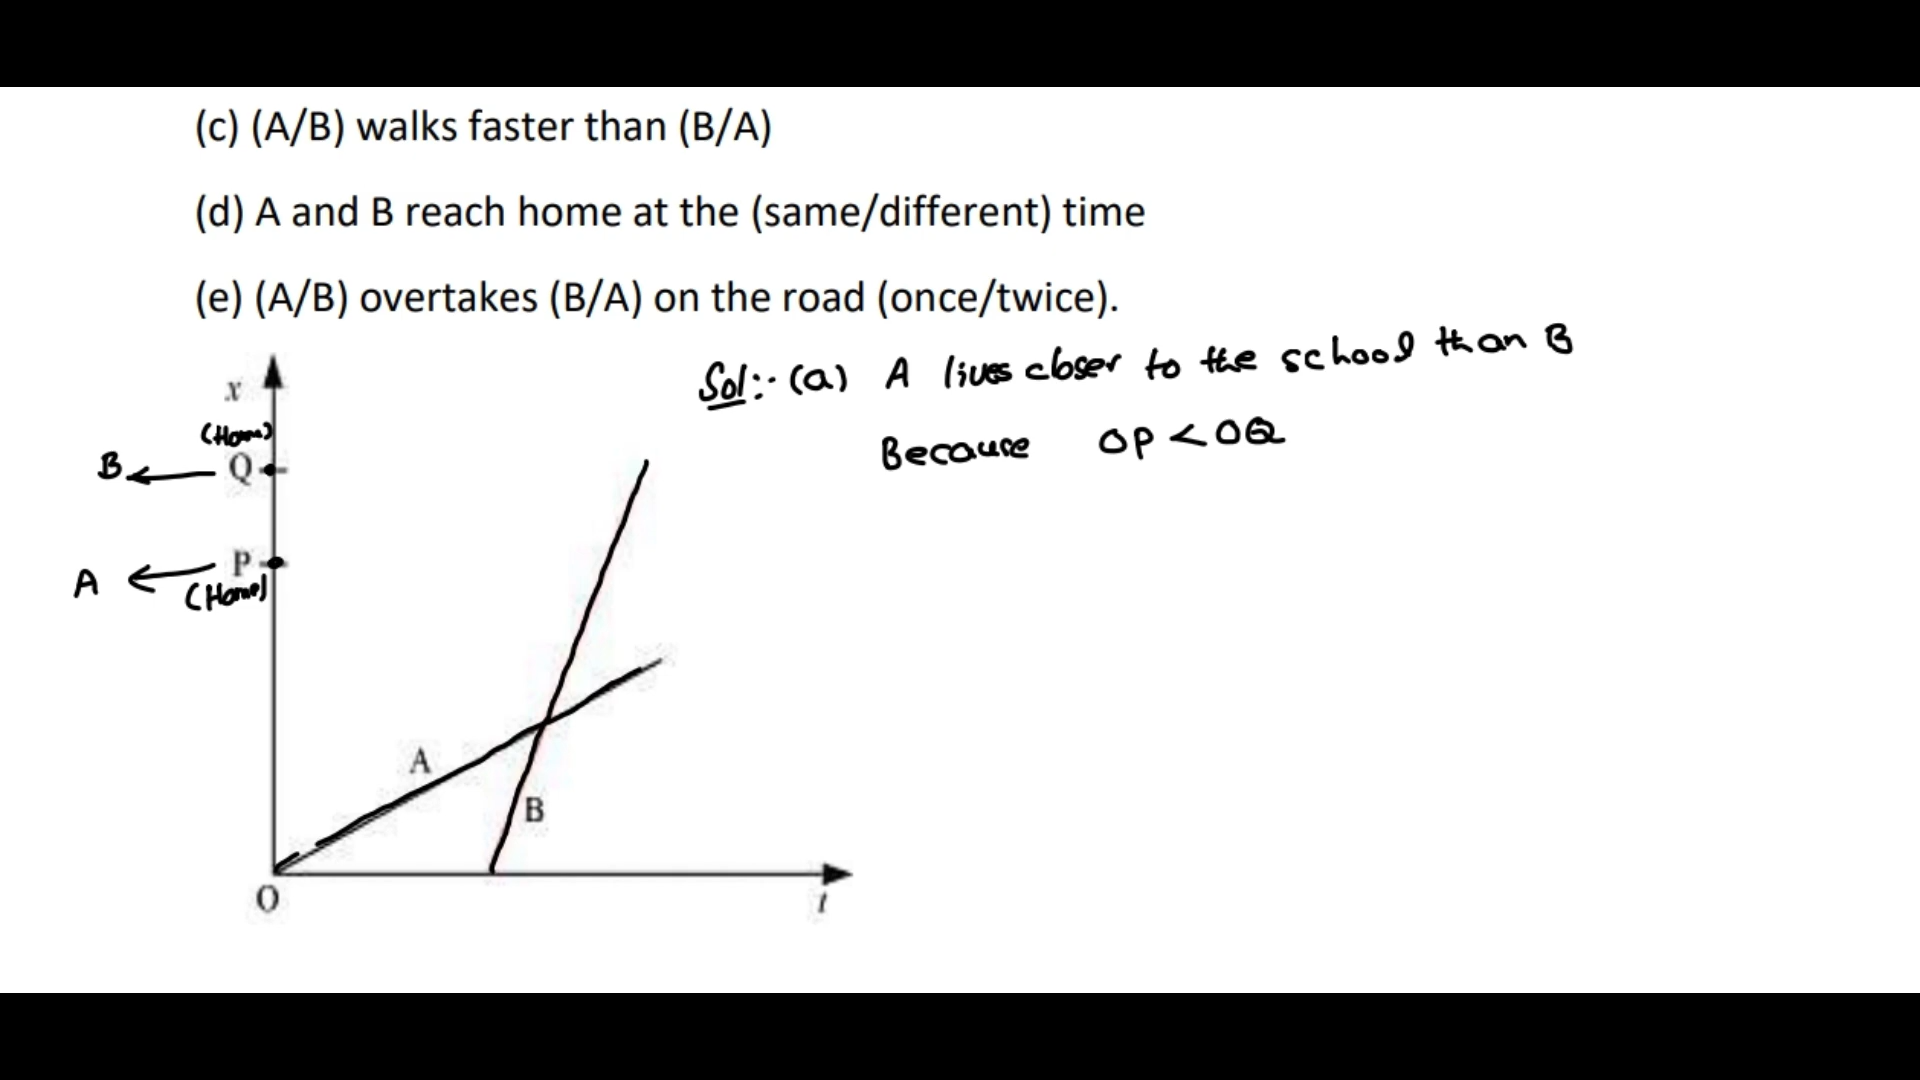 (c) (A/B) walks faster than (B/A)
(d) A and B reach home at the (same/different) time
(e) (A/B) overtakes (B/A) on the road (once/twice).
Sol:- (a) A lives closer to the school than B
Because OP < OQ
x
(Home)
B Q
A P
(Home)
A
B
O
t